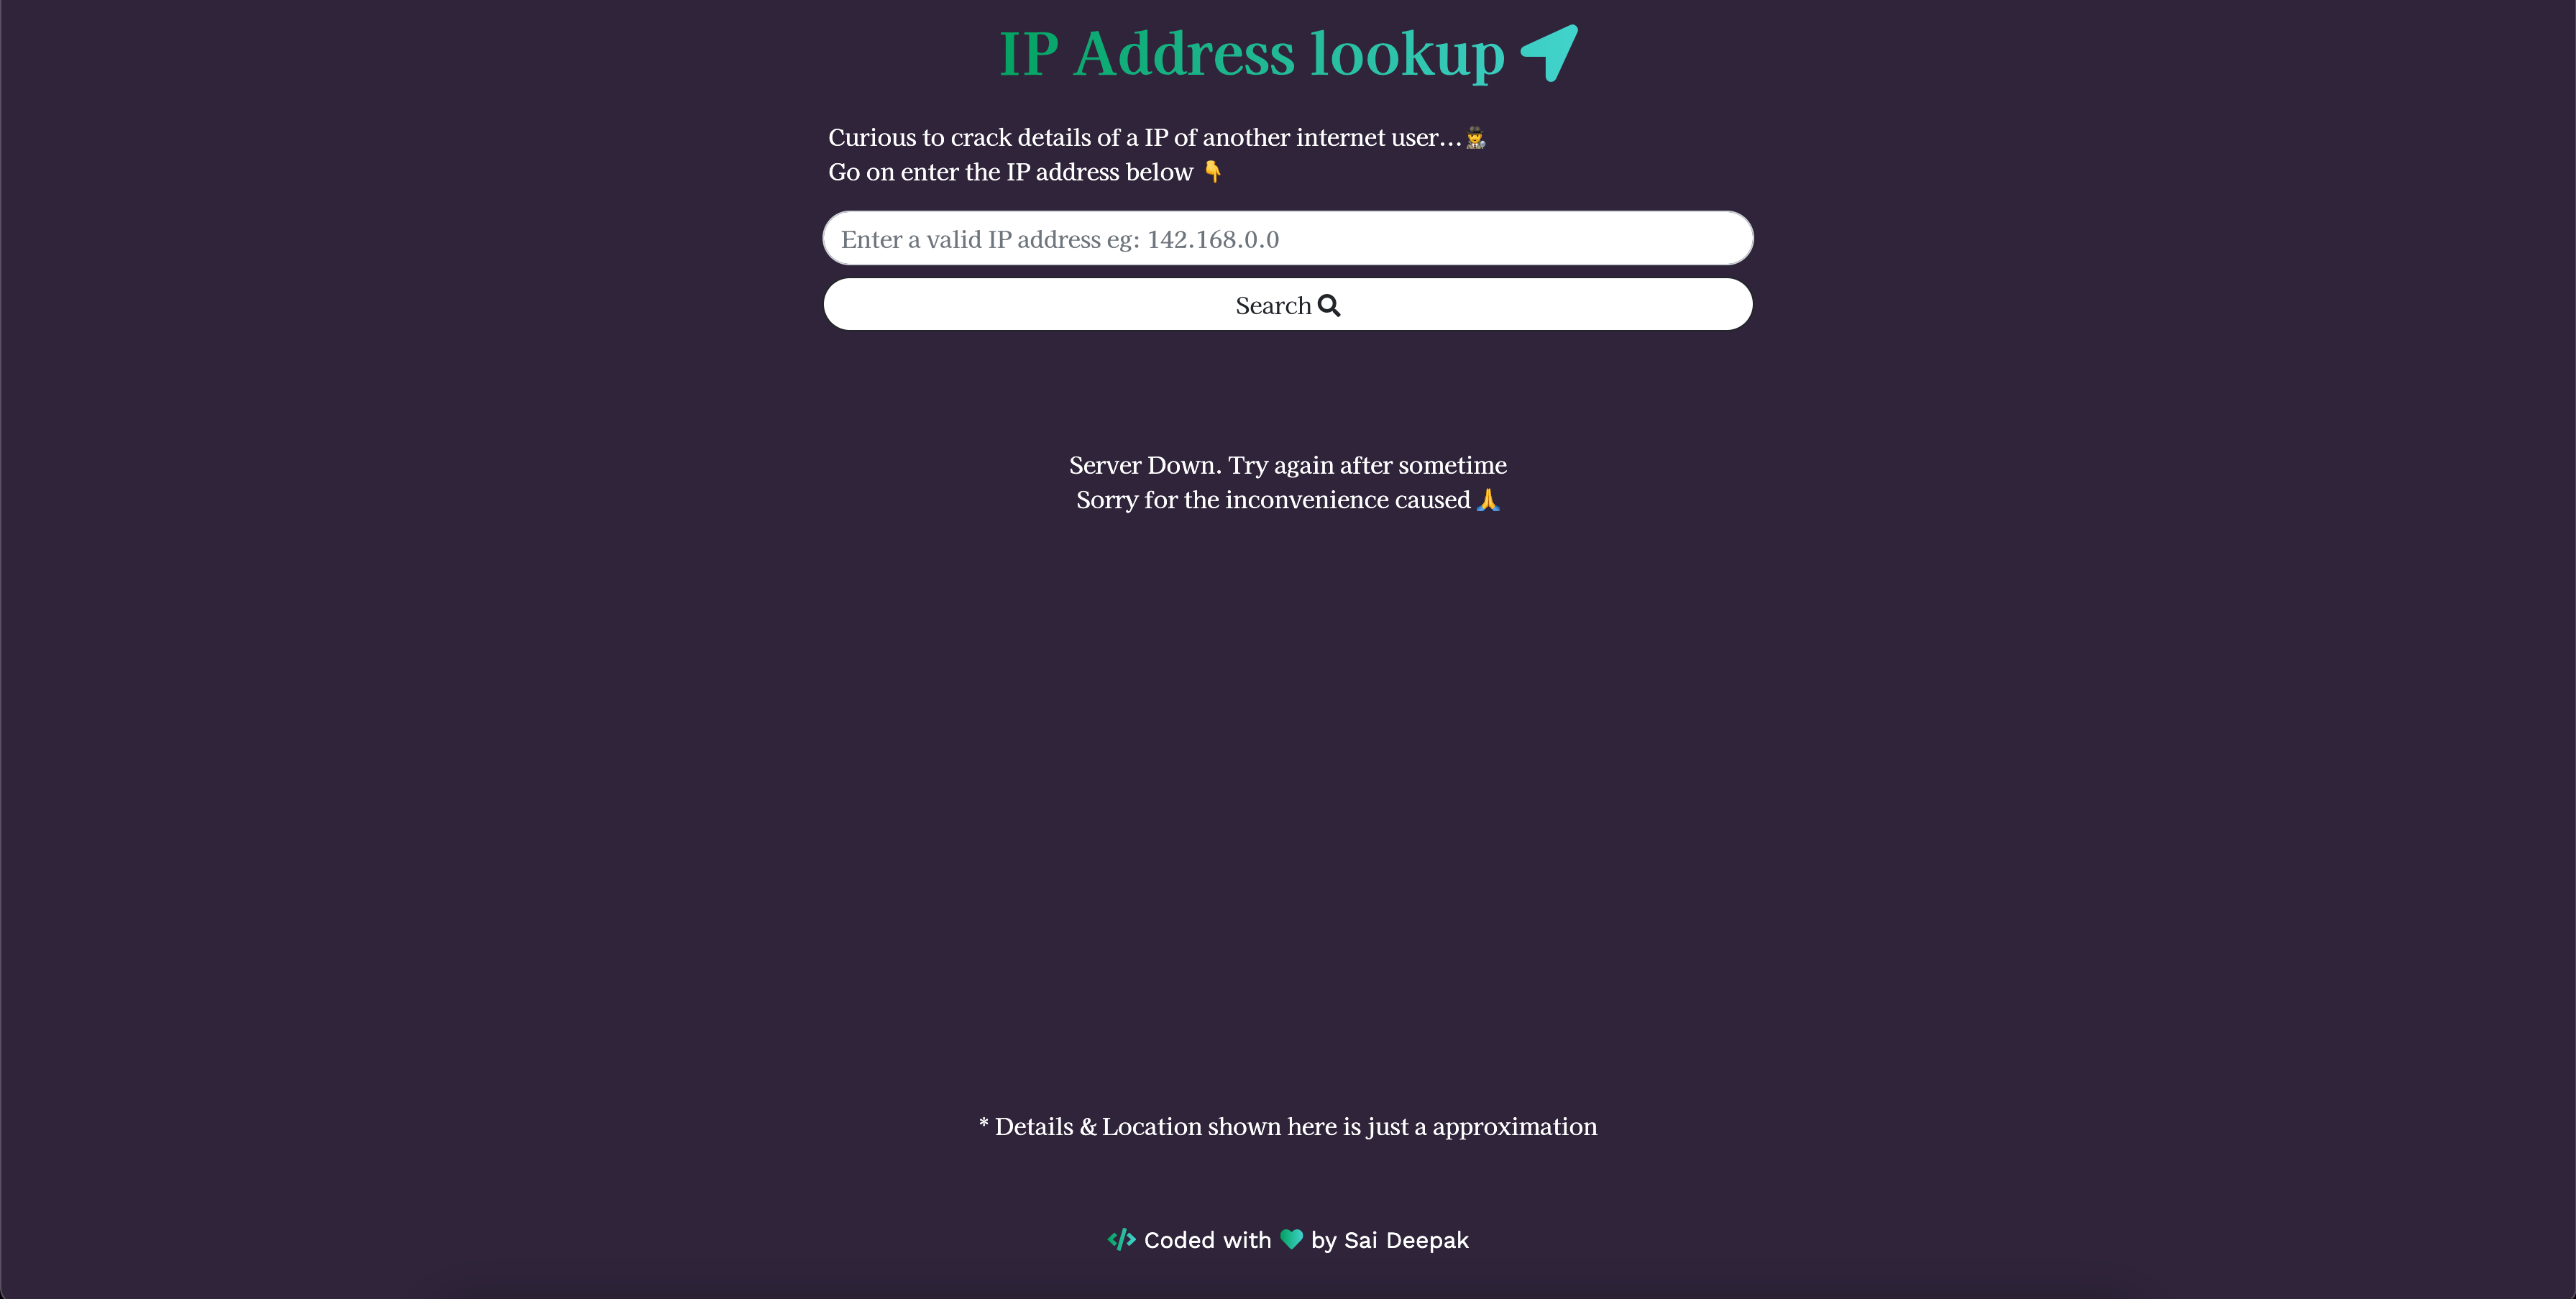 IP Address lookup
Curious to crack details of a IP of another internet user...🕵️
Go on enter the IP address below 👇
Enter a valid IP address eg: 142.168.0.0
Search
Server Down. Try again after sometime
Sorry for the inconvenience caused🙏
* Details & Location shown here is just a approximation
</> Coded with 💚 by Sai Deepak